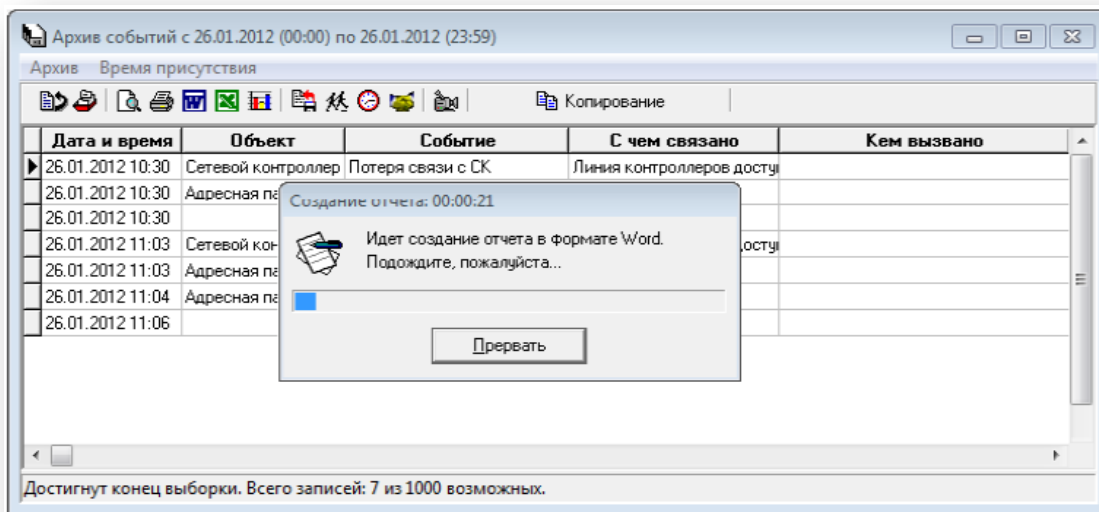 Архив событий с 26.01.2012 (00:00) по 26.01.2012 (23:59)
Архив Время присутствия
Копирование
Дата и время Объект Событие С чем связано Кем вызвано
26.01.2012 10:30 Сетевой контроллер Потеря связи с СК Линия контроллеров досту
26.01.2012 10:30 Адресная па
26.01.2012 10:30
26.01.2012 11:03 Сетевой кон досту
26.01.2012 11:03 Адресная па
26.01.2012 11:04 Адресная па
26.01.2012 11:06
Создание отчета: 00:00:21
Идет создание отчета в формате Word.
Подождите, пожалуйста...
Прервать
Достигнут конец выборки. Всего записей: 7 из 1000 возможных.